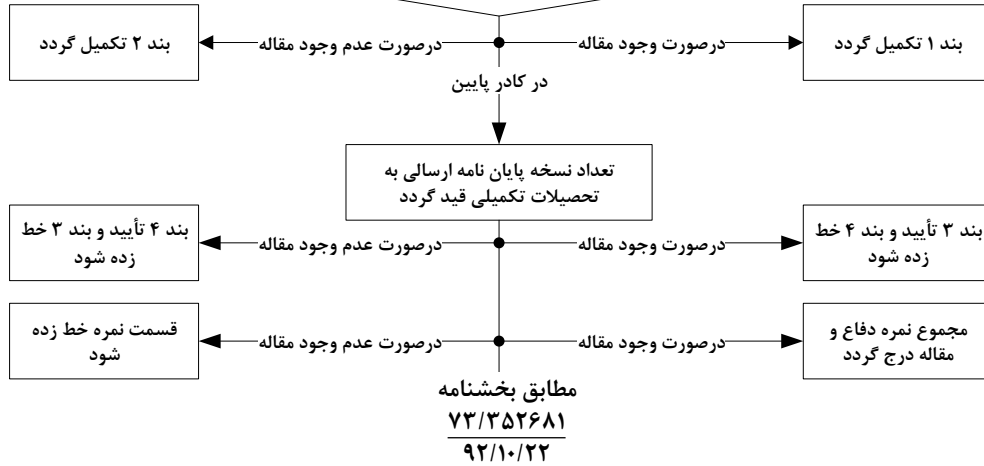 بند ۱ تکمیل گردد
درصورت وجود مقاله
درصورت عدم وجود مقاله
بند ۲ تکمیل گردد
در کادر پایین
تعداد نسخه پایان نامه ارسالی به
تحصیلات تکمیلی قید گردد
بند ۳ تأیید و بند ۴ خط
زده شود
درصورت وجود مقاله
درصورت عدم وجود مقاله
بند ۴ تأیید و بند ۳ خط
زده شود
مجموع نمره دفاع و
مقاله درج گردد
درصورت وجود مقاله
درصورت عدم وجود مقاله
قسمت نمره خط زده
شود
مطابق بخشنامه
۷۳/۳۵۲۶۸۱
۹۲/۱۰/۲۲